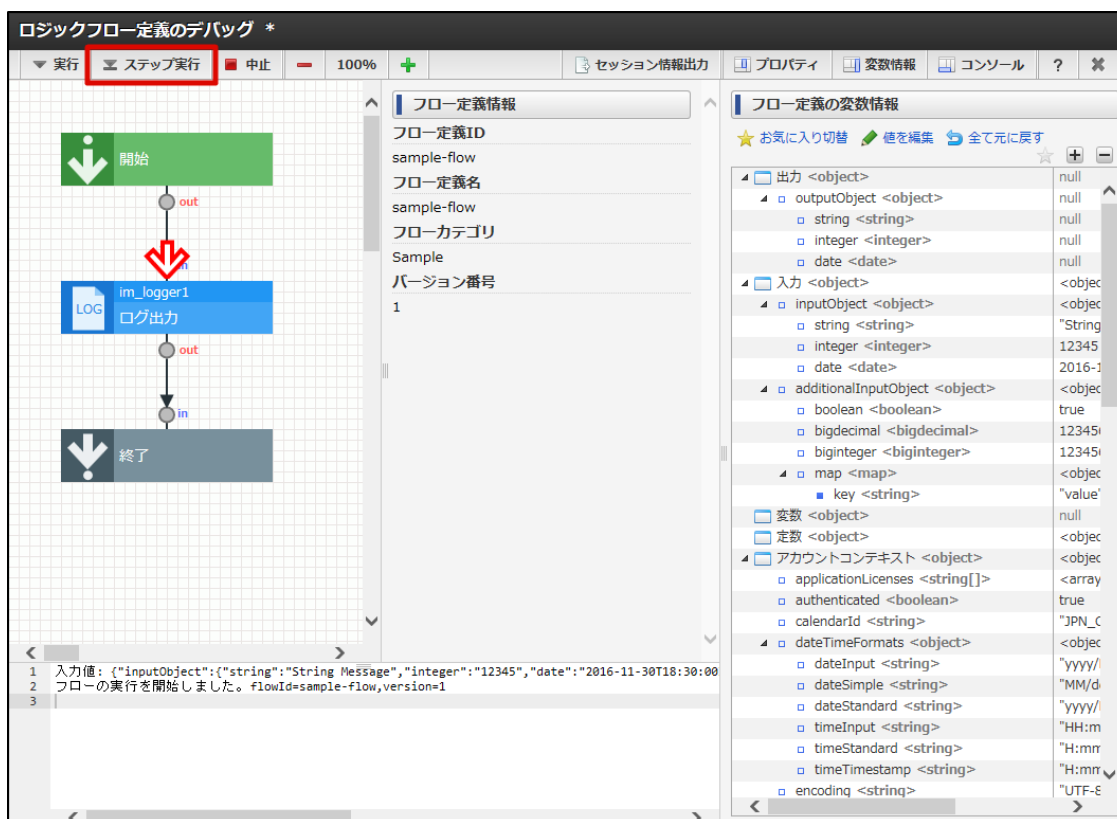 ロジックフロー定義のデバッグ *
実行 ステップ実行 中止 100% セッション情報出力 プロパティ 変数情報 コンソール ?
開始
out
in
im_logger1
LOG
ログ出力
out
in
終了
フロー定義情報
フロー定義ID
sample-flow
フロー定義名
sample-flow
フローカテゴリ
Sample
バージョン番号
1
フロー定義の変数情報
お気に入り切替 値を編集 全て元に戻す
出力 <object> null
outputObject <object> null
string <string> null
integer <integer> null
date <date> null
入力 <object> <objec
inputObject <object> <objec
string <string> "String
integer <integer> 12345
date <date> 2016-1
additionalInputObject <object> <objec
boolean <boolean> true
bigdecimal <bigdecimal> 12345
biginteger <biginteger> 12345
map <map> <objec
key <string> "value"
変数 <object> null
定数 <object> <objec
アカウントコンテキスト <object> <objec
applicationLicenses <string[]> <array
authenticated <boolean> true
calendarId <string> "JPN_C
dateTimeFormats <object> <objec
dateInput <string> "yyyy/
dateSimple <string> "MM/d
dateStandard <string> "yyyy/
timeInput <string> "HH:m
timeStandard <string> "H:mm
timeTimestamp <string> "H:mm
encoding <string> "UTF-8
1 入力値: {"inputObject":{"string":"String Message","integer":"12345","date":"2016-11-30T18:30:00
2 フローの実行を開始しました。flowId=sample-flow,version=1
3